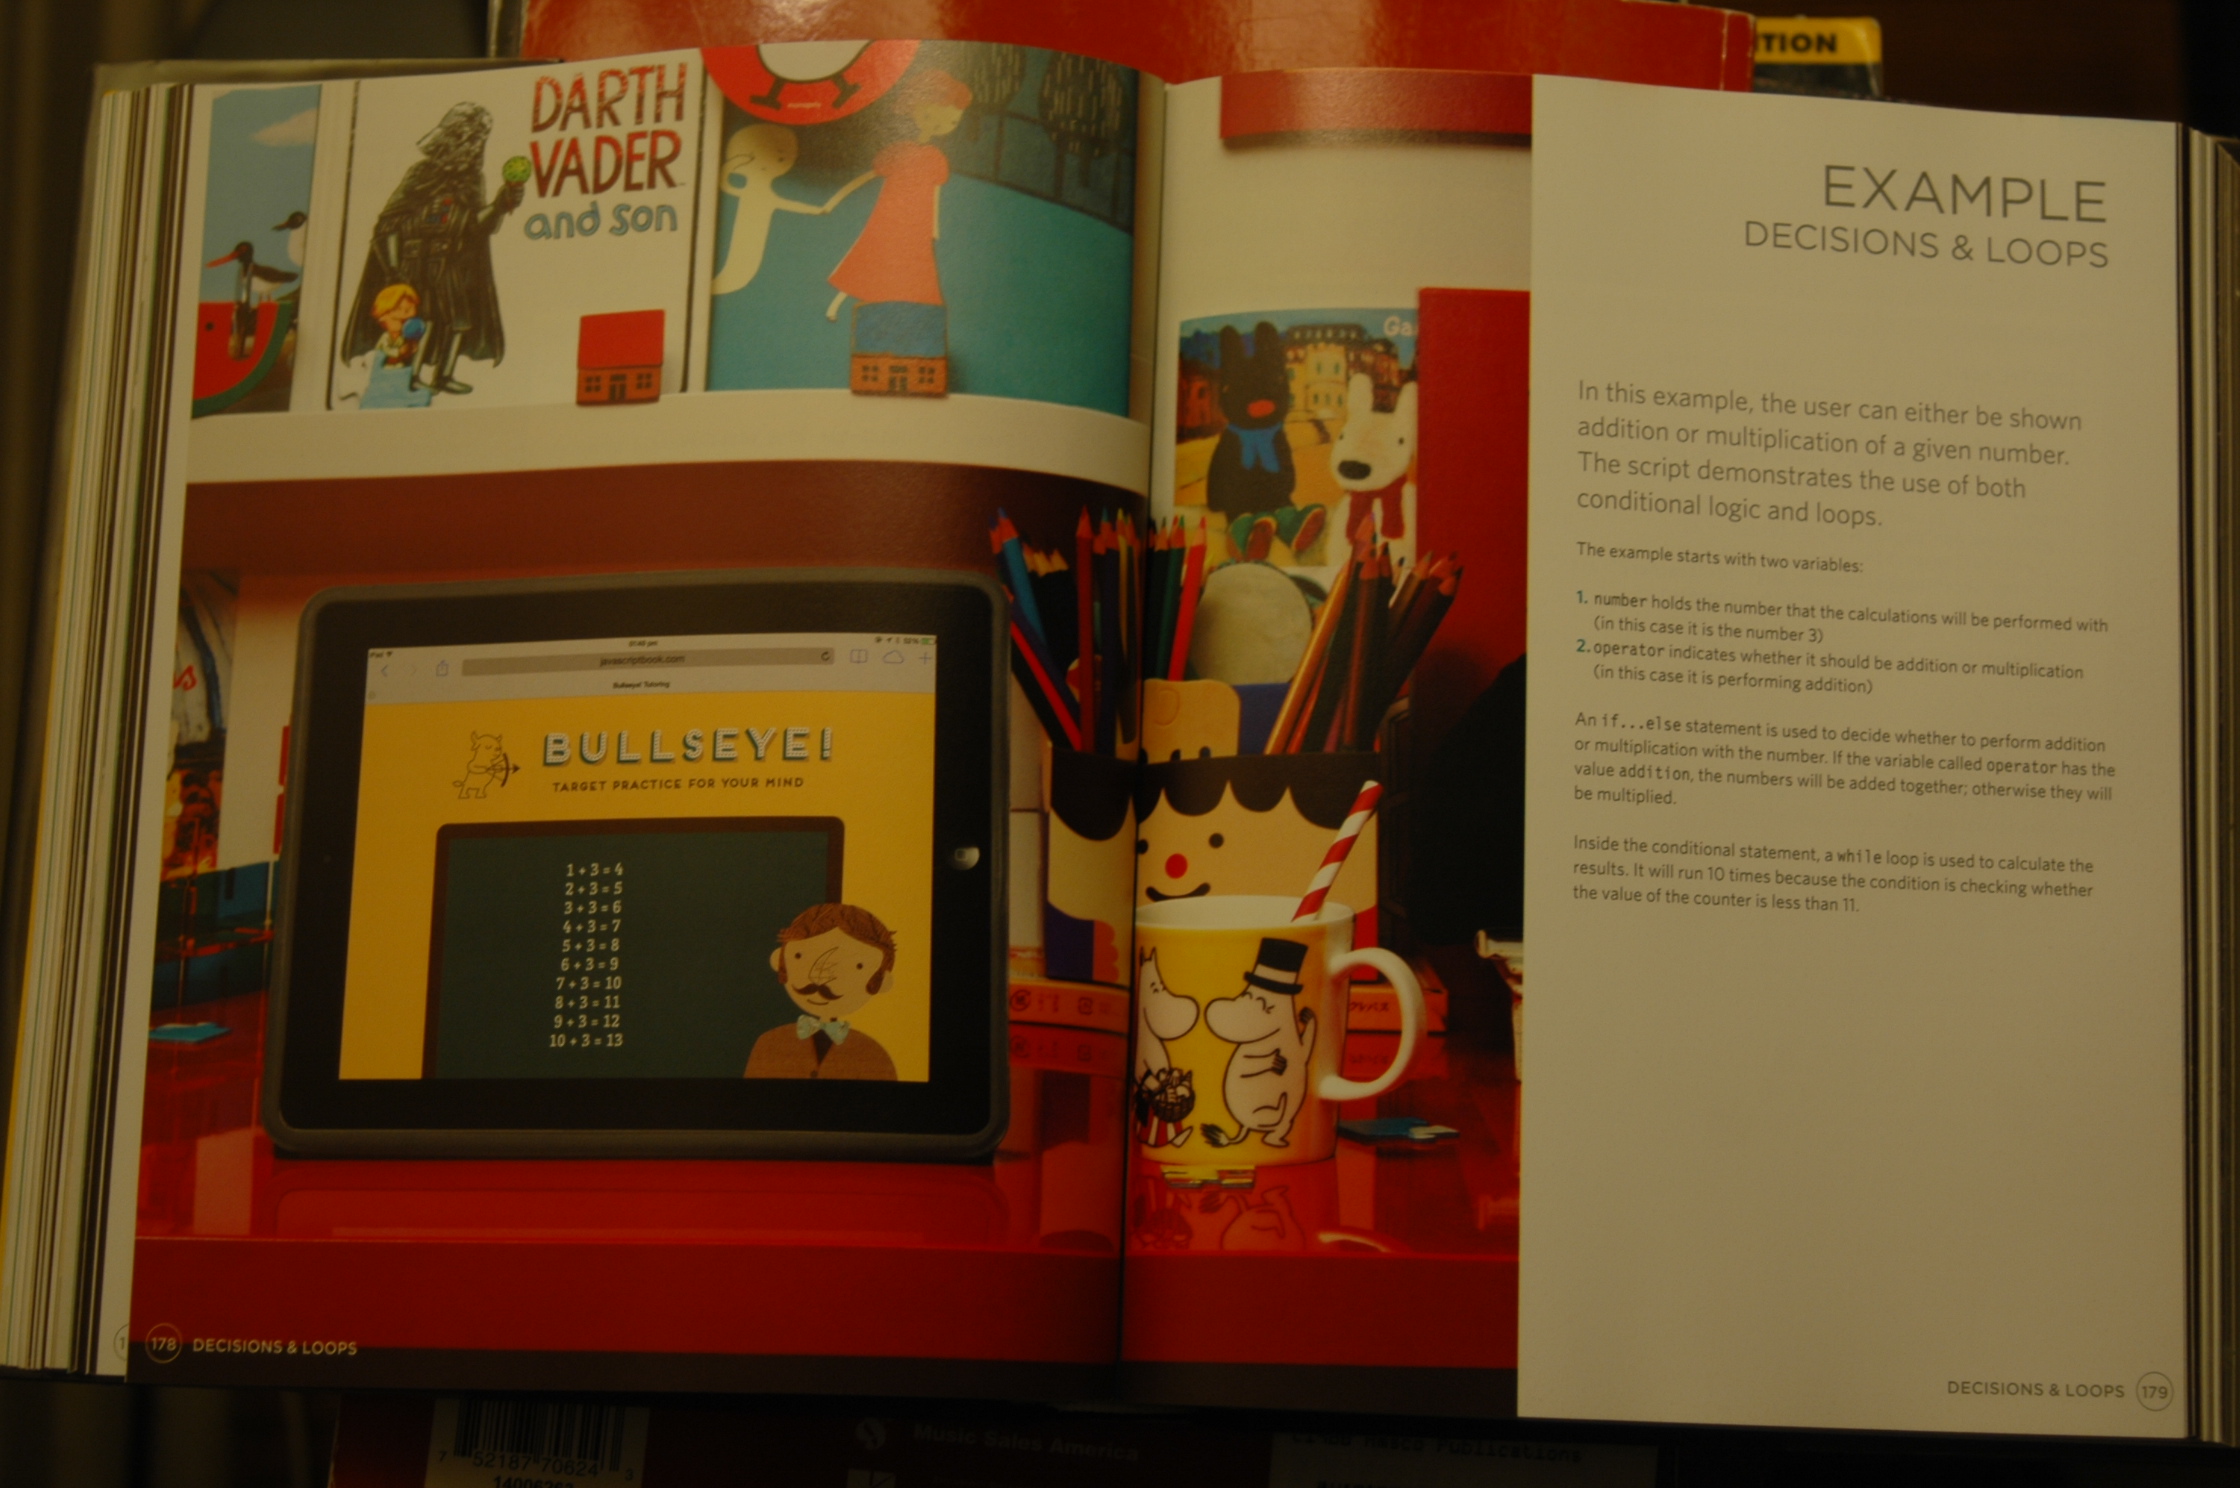 TION
DARTH
VADER
and Son
Ga
iPad
javascriptbook.com
Bullseye! Tutoring
BULLSEYE!
TARGET PRACTICE FOR YOUR MIND
1 + 3 = 4
2 + 3 = 5
3 + 3 = 6
4 + 3 = 7
5 + 3 = 8
6 + 3 = 9
7 + 3 = 10
8 + 3 = 11
9 + 3 = 12
10 + 3 = 13
178 DECISIONS & LOOPS
EXAMPLE
DECISIONS & LOOPS
In this example, the user can either be shown
addition or multiplication of a given number.
The script demonstrates the use of both
conditional logic and loops.
The example starts with two variables:
1. number holds the number that the calculations will be performed with
(in this case it is the number 3)
2. operator indicates whether it should be addition or multiplication
(in this case it is performing addition)
An if...else statement is used to decide whether to perform addition
or multiplication with the number. If the variable called operator has the
value addition, the numbers will be added together; otherwise they will
be multiplied.
Inside the conditional statement, a while loop is used to calculate the
results. It will run 10 times because the condition is checking whether
the value of the counter is less than 11.
DECISIONS & LOOPS 179
7 52187 70624 3
Music Sales America
Publications